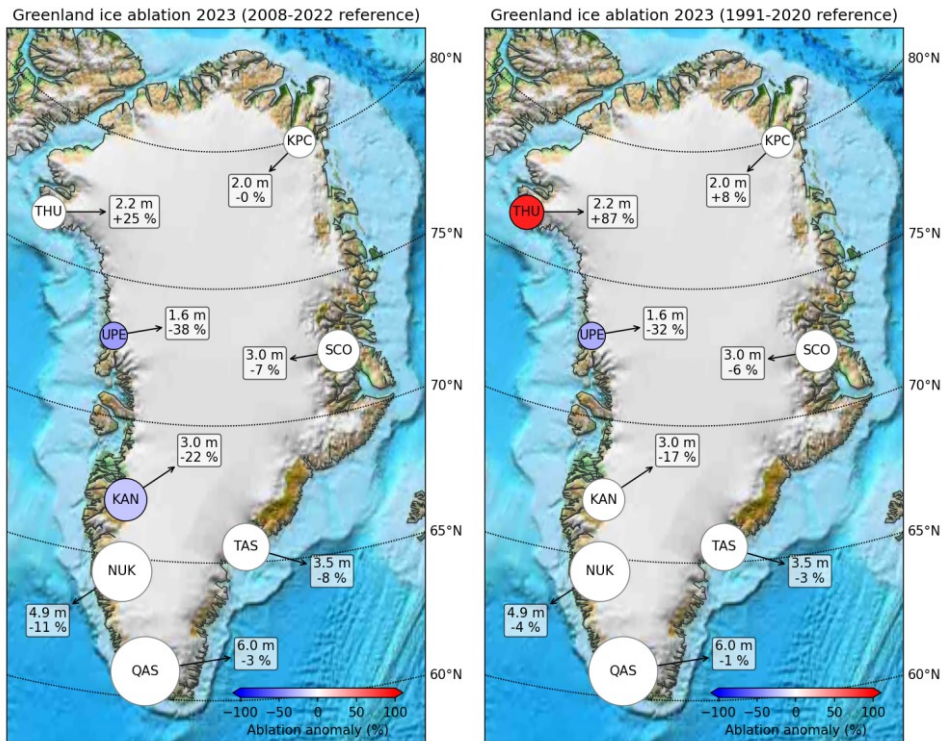 Greenland ice ablation 2023 (2008-2022 reference)
80°N
KPC
2.0 m
-0 %
THU
2.2 m
+25 %
75°N
UPE
1.6 m
-38 %
SCO
3.0 m
-7 %
70°N
3.0 m
-22 %
KAN
65°N
TAS
3.5 m
-8 %
NUK
4.9 m
-11 %
6.0 m
-3 %
QAS
60°N
−100 −50 0 50 100
Ablation anomaly (%)
Greenland ice ablation 2023 (1991-2020 reference)
80°N
KPC
2.0 m
+8 %
THU
2.2 m
+87 %
75°N
UPE
1.6 m
-32 %
SCO
3.0 m
-6 %
70°N
3.0 m
-17 %
KAN
65°N
TAS
3.5 m
-3 %
NUK
4.9 m
-4 %
6.0 m
-1 %
QAS
60°N
−100 −50 0 50 100
Ablation anomaly (%)